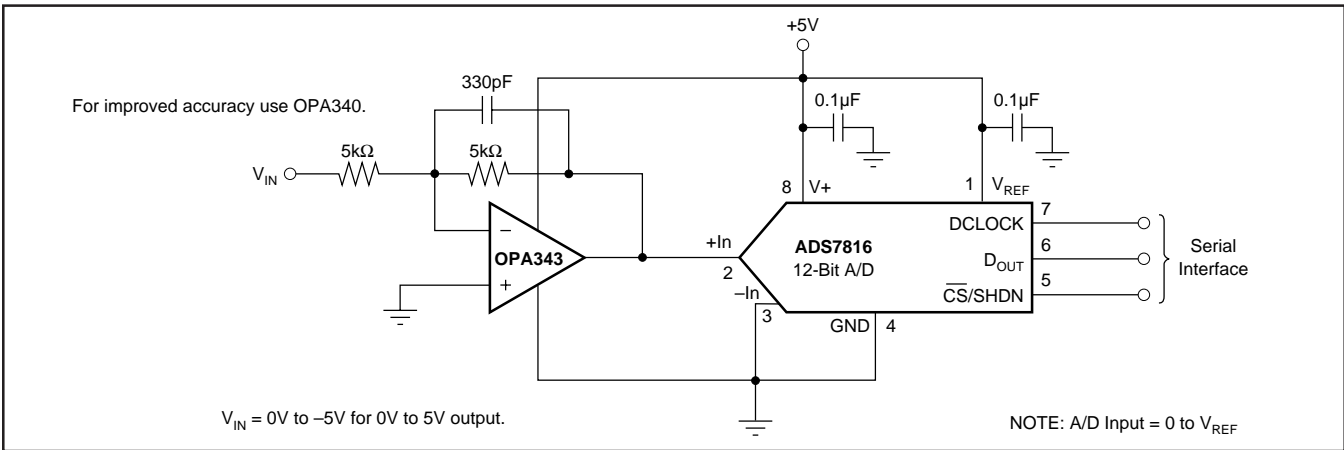 +5V
330pF
For improved accuracy use OPA340.
0.1µF
0.1µF
5kΩ
5kΩ
V_IN
8 V+
1 V_REF
–
OPA343
+
+In
2
–In
3
ADS7816
12-Bit A/D
DCLOCK
7
D_OUT
6
C̅S̅/SHDN
5
Serial
Interface
GND
4
V_IN = 0V to –5V for 0V to 5V output.
NOTE: A/D Input = 0 to V_REF